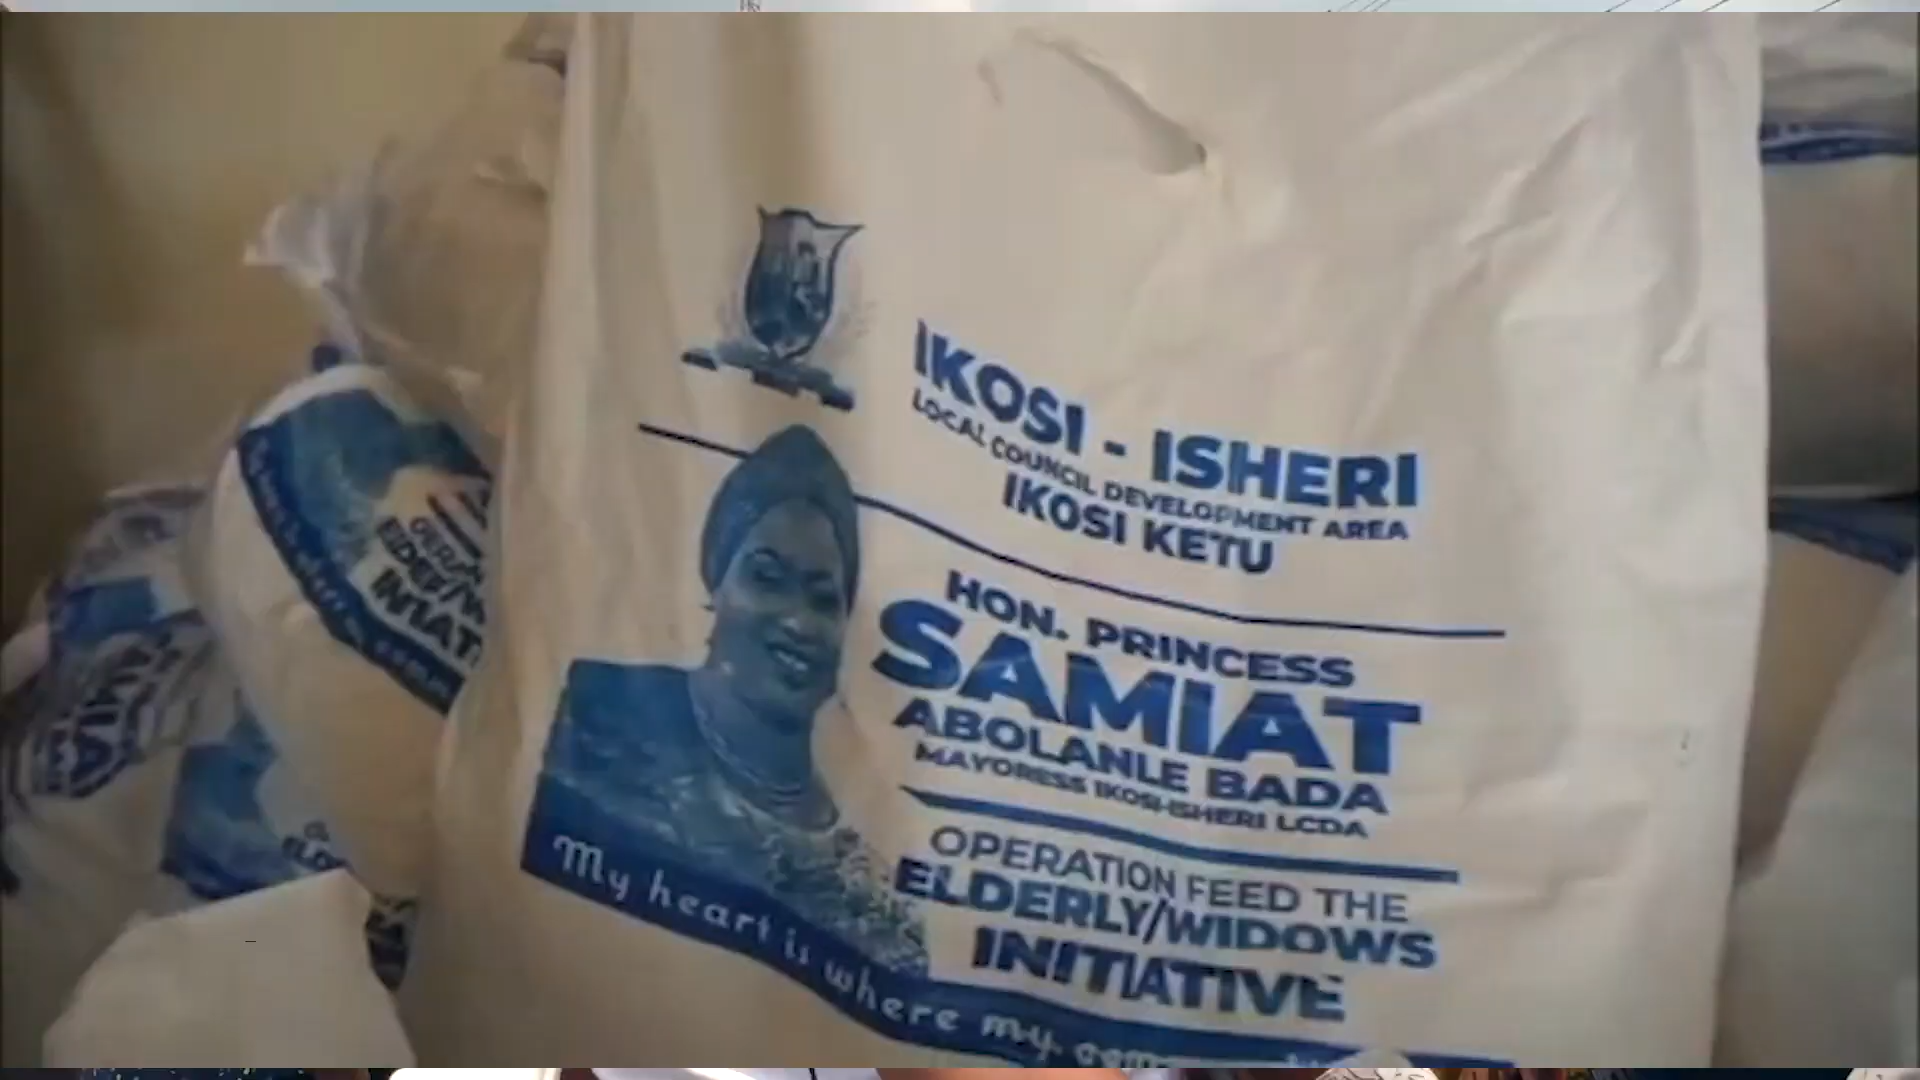 IKOSI - ISHERI
LOCAL COUNCIL DEVELOPMENT AREA
IKOSI KETU
HON. PRINCESS
SAMIAT
ABOLANLE BADA
MAYORESS IKOSI-ISHERI LCDA
OPERATION FEED THE
ELDERLY/WIDOWS
INITIATIVE
My heart is where my